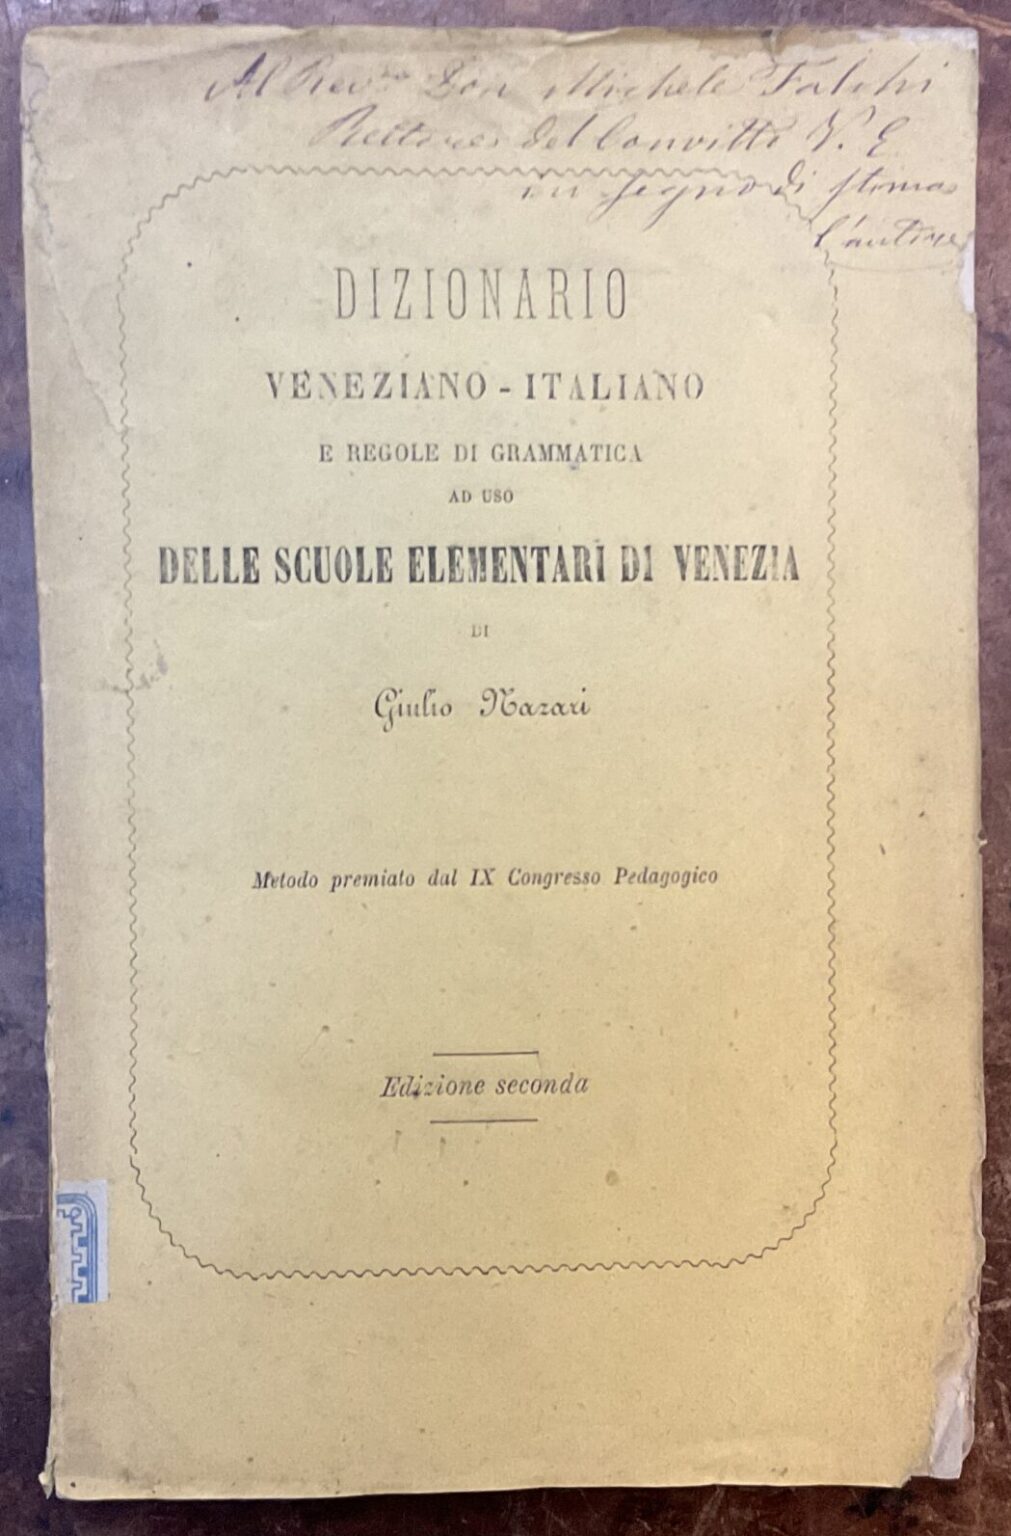 Al Rev.mo Don Michele Falchi
Rettore del Convitto V. E.
in segno di stima
l'autore
DIZIONARIO
VENEZIANO - ITALIANO
E REGOLE DI GRAMMATICA
AD USO
DELLE SCUOLE ELEMENTARI DI VENEZIA
DI
Giulio Nazari
Metodo premiato dal IX Congresso Pedagogico
Edizione seconda